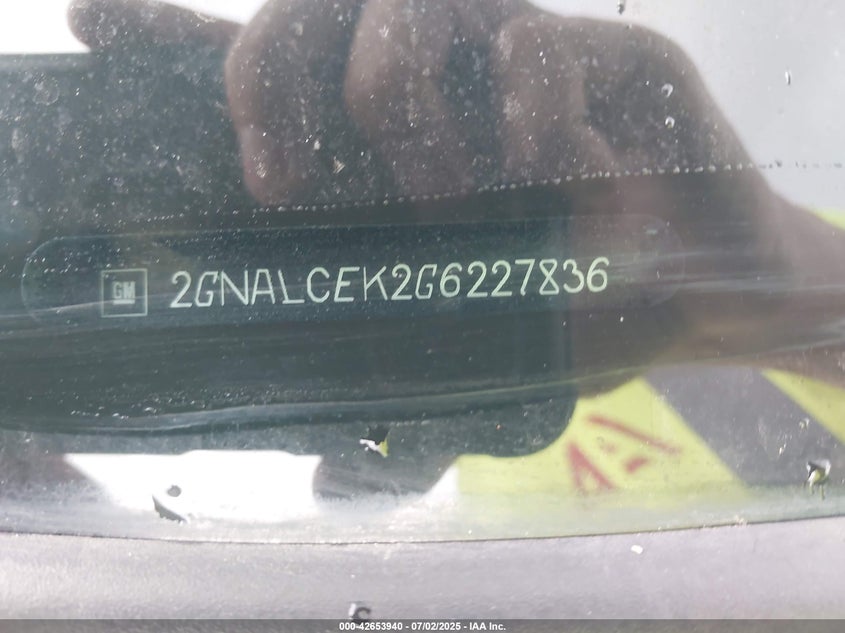 GM 2GNALCEK2G6227836
000-42653940 - 07/02/2025 - IAA Inc.